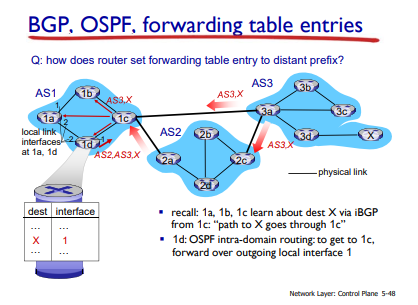 BGP, OSPF, forwarding table entries
Q: how does router set forwarding table entry to distant prefix?
AS3
AS1
AS3,X
3b
1b
AS3,X
1
3a
3c
1a
2
1c
AS2
2b
3d
X
local link
interfaces
at 1a, 1d
2
1
1d
AS3,X
AS2,AS3,X
2a
2c
2d
physical link
dest interface
… …
X 1
… …
▪ recall: 1a, 1b, 1c learn about dest X via iBGP
from 1c: “path to X goes through 1c”
▪ 1d: OSPF intra-domain routing: to get to 1c,
forward over outgoing local interface 1
Network Layer: Control Plane 5-48